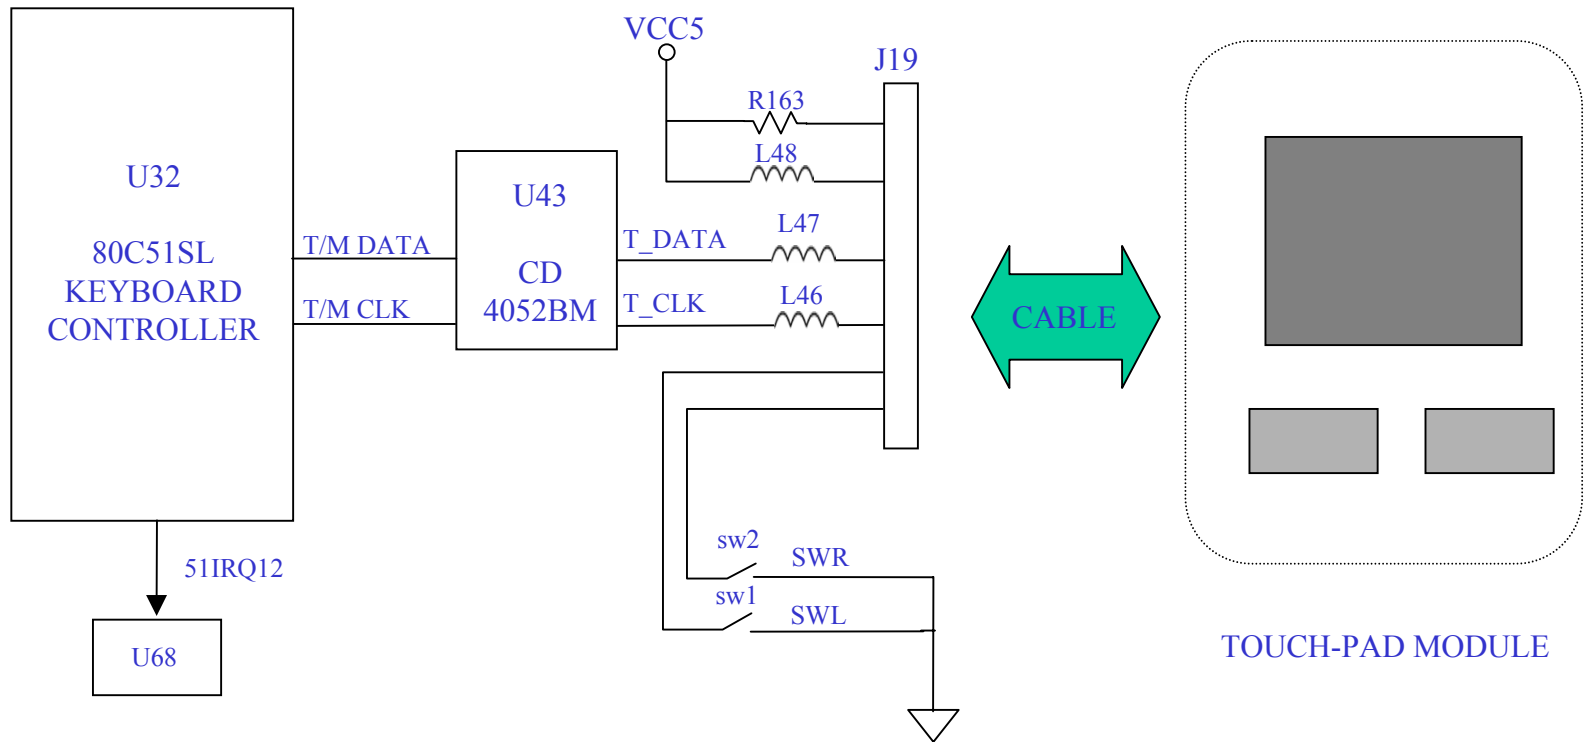 VCC5
J19
R163
L48
U32
80C51SL
KEYBOARD
CONTROLLER
T/M DATA
T/M CLK
U43
CD
4052BM
T_DATA
T_CLK
L47
L46
CABLE
51IRQ12
U68
sw2
SWR
sw1
SWL
TOUCH-PAD MODULE